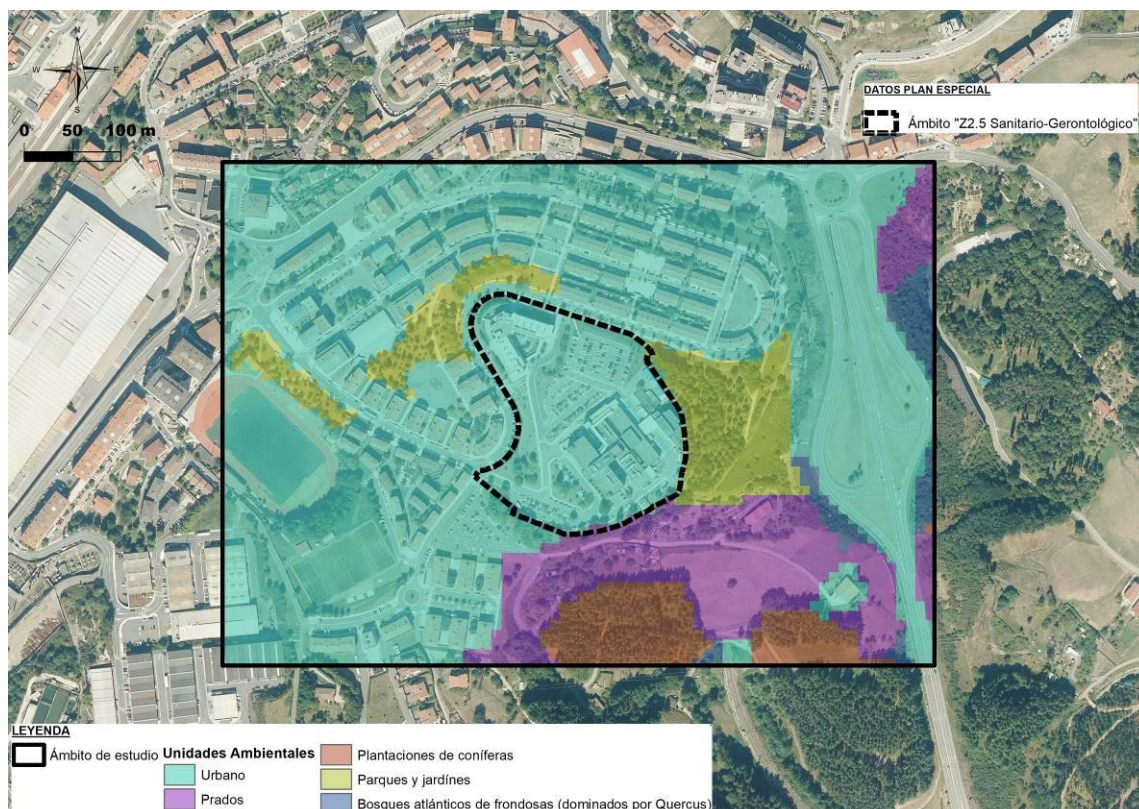 N
W E
S
0 50 100 m
DATOS PLAN ESPECIAL
Ámbito "Z2.5 Sanitario-Gerontológico"
LEYENDA
Ámbito de estudio
Unidades Ambientales
Urbano
Prados
Plantaciones de coníferas
Parques y jardínes
Bosques atlánticos de frondosas (dominados por Quercus)